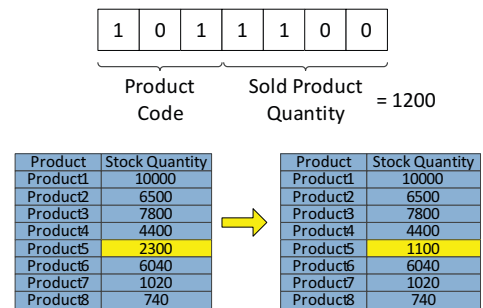 1 0 1 1 1 0 0
Product Code
Sold Product Quantity
= 1200
Product Stock Quantity
Product1 10000
Product2 6500
Product3 7800
Product4 4400
Product5 2300
Product6 6040
Product7 1020
Product8 740
Product Stock Quantity
Product1 10000
Product2 6500
Product3 7800
Product4 4400
Product5 1100
Product6 6040
Product7 1020
Product8 740